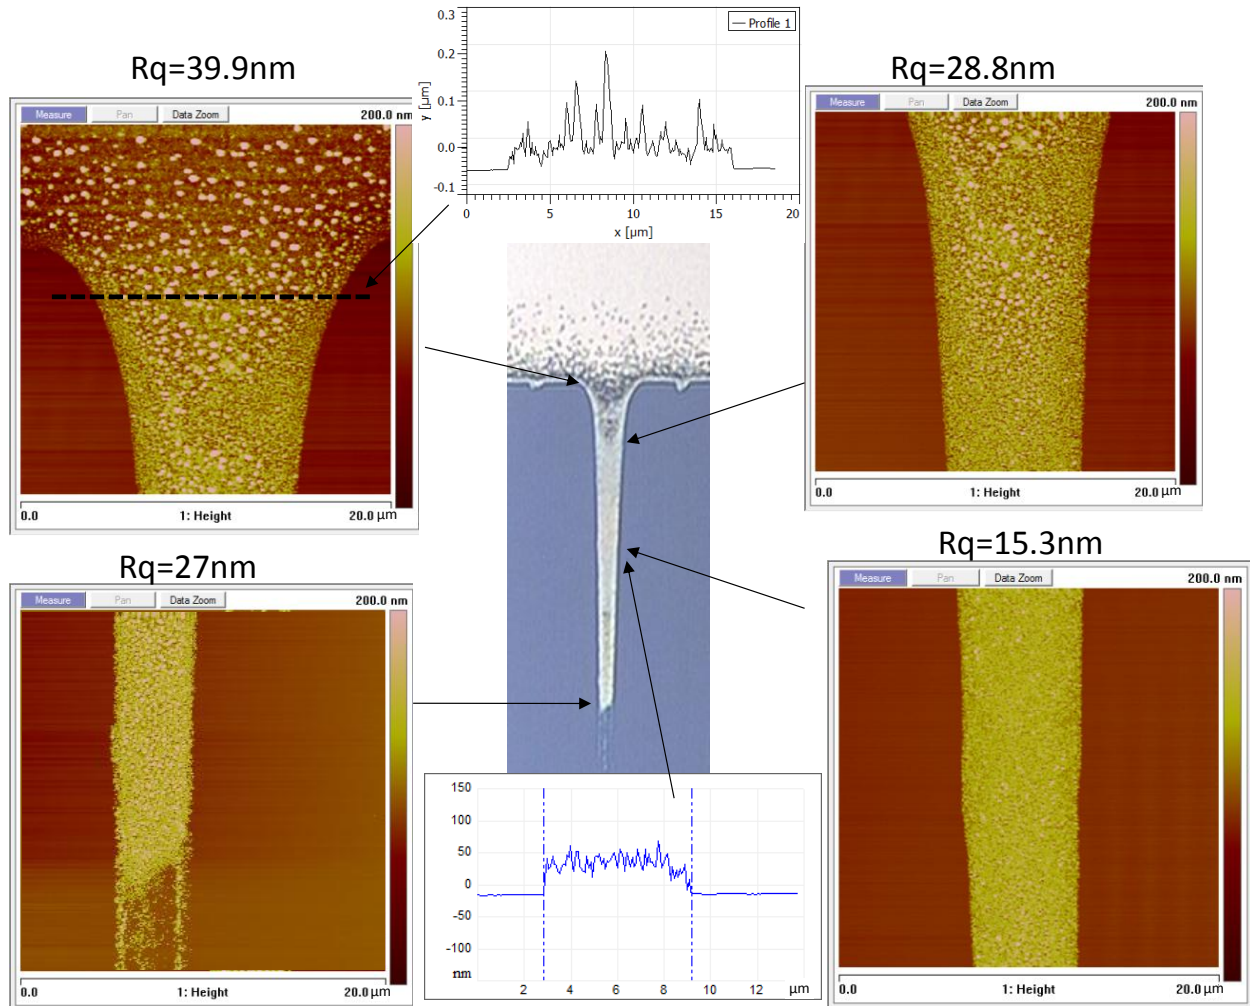 Rq=39.9nm
Measure Pan Data Zoom 200.0 nm
0.0 1: Height 20.0 µm
0.3
0.2
0.1
0.0
-0.1
y [µm]
Profile 1
0 5 10 15 20
x [µm]
Rq=28.8nm
Measure Pan Data Zoom 200.0 nm
0.0 1: Height 20.0 µm
Rq=27nm
Measure Pan Data Zoom 200.0 nm
0.0 1: Height 20.0 µm
150
100
50
0
-50
-100
-150
nm
2 4 6 8 10 12 µm
Rq=15.3nm
Measure Pan Data Zoom 200.0 nm
0.0 1: Height 20.0 µm